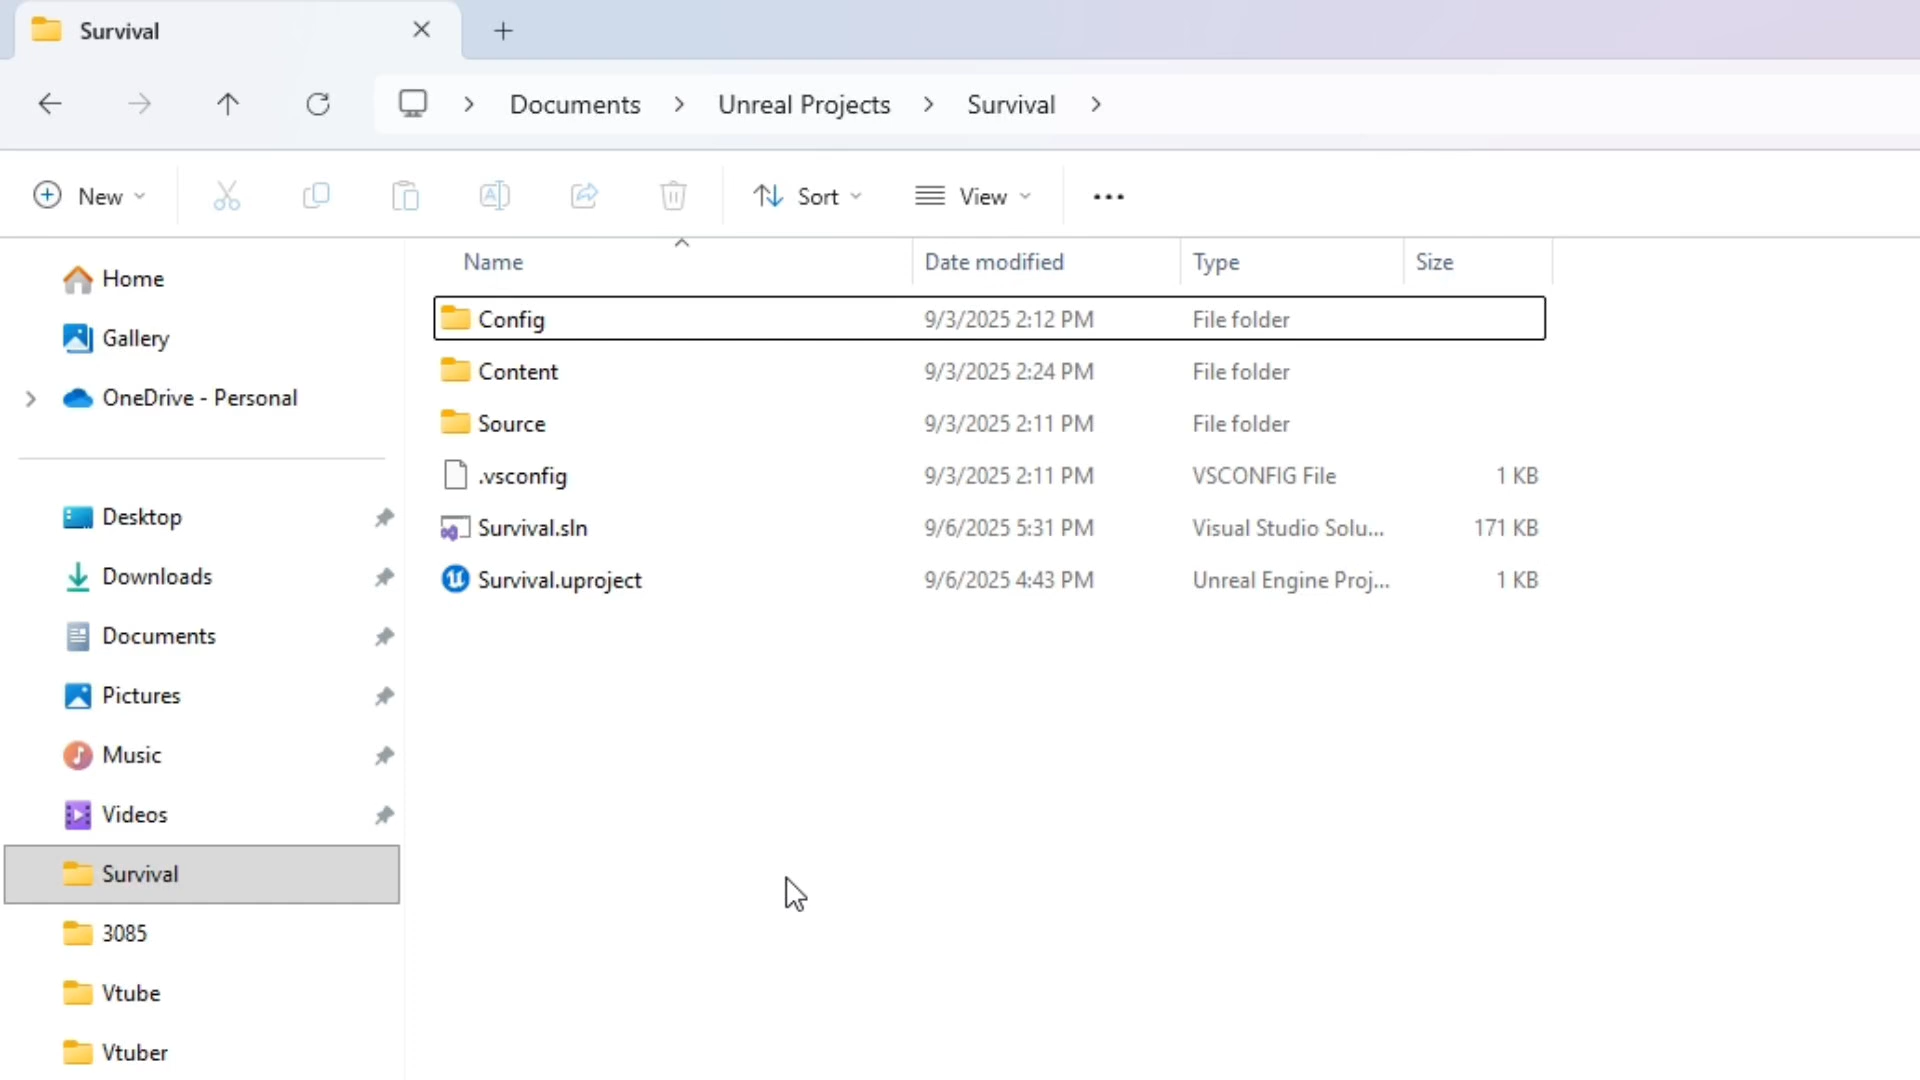 Survival
Documents
Unreal Projects
Survival
New
Sort
View
Name
Date modified
Type
Size
Home
Gallery
OneDrive - Personal
Desktop
Downloads
Documents
Pictures
Music
Videos
Survival
3085
Vtube
Vtuber
Config 9/3/2025 2:12 PM File folder
Content 9/3/2025 2:24 PM File folder
Source 9/3/2025 2:11 PM File folder
.vsconfig 9/3/2025 2:11 PM VSCONFIG File 1 KB
Survival.sln 9/6/2025 5:31 PM Visual Studio Solu... 171 KB
Survival.uproject 9/6/2025 4:43 PM Unreal Engine Proj... 1 KB